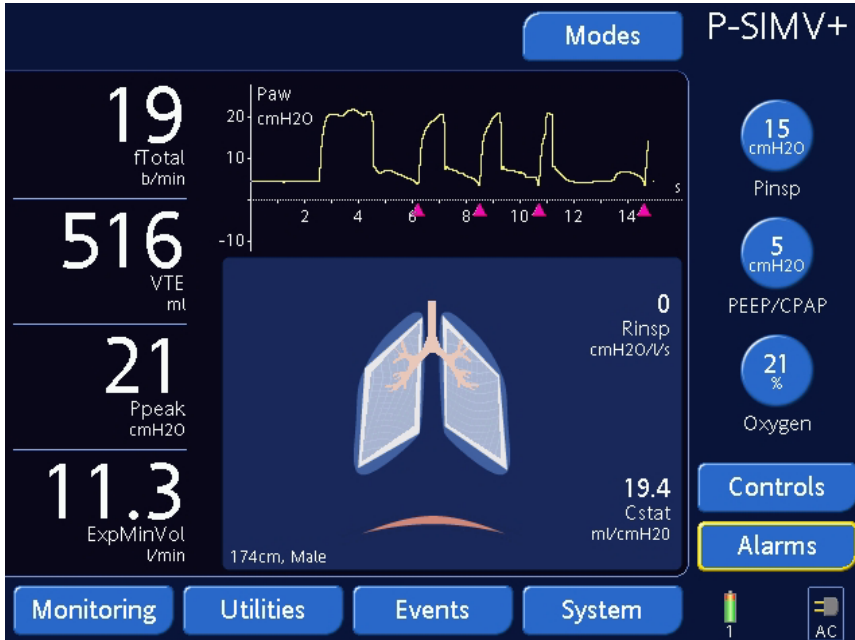 Modes
P-SIMV+
19
fTotal
b/min
516
VTE
ml
21
Ppeak
cmH2O
11.3
ExpMinVol
l/min
Paw
cmH2O
20
10
-10
2 4 6 8 10 12 14
s
0
Rinsp
cmH2O/l/s
19.4
Cstat
ml/cmH2O
174cm, Male
15
cmH2O
Pinsp
5
cmH2O
PEEP/CPAP
21
%
Oxygen
Controls
Alarms
Monitoring
Utilities
Events
System
1
AC